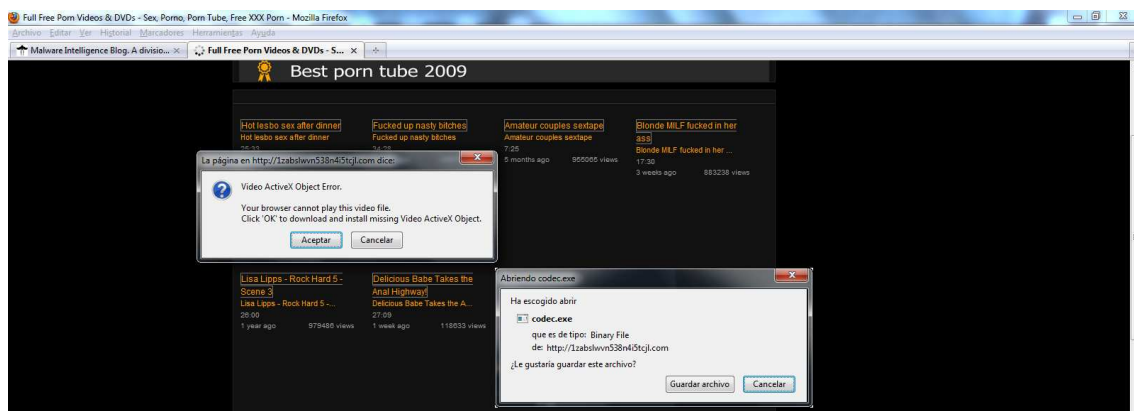 Full Free Porn Videos & DVDs - Sex, Porno, Porn Tube, Free XXX Porn - Mozilla Firefox
Archivo Editar Ver Historial Marcadores Herramientas Ayuda
Malware Intelligence Blog. A divisio...
Full Free Porn Videos & DVDs - S...
Best porn tube 2009
Hot lesbo sex after dinner
Hot lesbo sex after dinner
Fucked up nasty bitches
Fucked up nasty bitches
Amateur couples sextape
Amateur couples sextape
7:25
5 months ago 956065 views
Blonde MILF fucked in her ass
Blonde MILF fucked in her ...
17:30
3 weeks ago 883238 views
La página en http://1zabslwvn538n4i5tcjl.com dice:
Video ActiveX Object Error.
Your browser cannot play this video file.
Click 'OK' to download and install missing Video ActiveX Object.
Aceptar Cancelar
Lisa Lipps - Rock Hard 5 - Scene 3
Lisa Lipps - Rock Hard 5 -...
26:00
1 year ago 979486 views
Delicious Babe Takes the Anal Highway!
Delicious Babe Takes the A...
27:09
1 week ago 118633 views
Abriendo codec.exe
Ha escogido abrir
codec.exe
que es de tipo: Binary File
de: http://1zabslwvn538n4i5tcjl.com
¿Le gustaría guardar este archivo?
Guardar archivo Cancelar